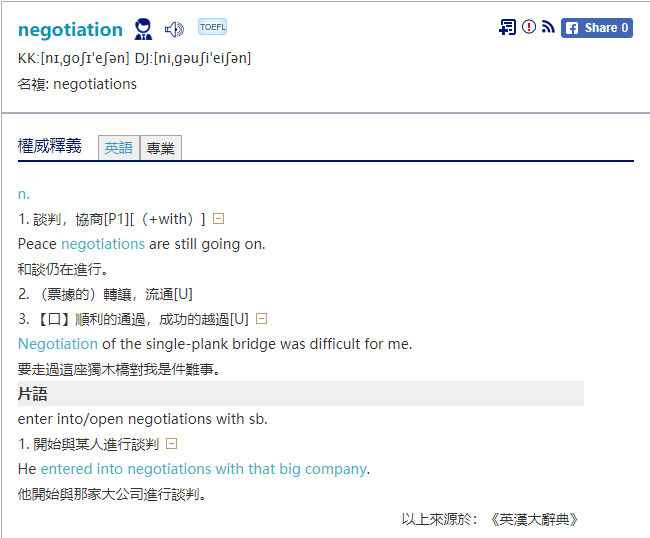 negotiation TOEFL Share 0
KK:[nɪˌgoʃɪˈeʃən] DJ:[niˌgəuʃiˈeiʃən]
名複: negotiations
權威釋義 英語 專業
n.
1. 談判，協商[P1][（+with）]
Peace negotiations are still going on.
和談仍在進行。
2. （票據的）轉讓，流通[U]
3. 【口】順利的通過，成功的越過[U]
Negotiation of the single-plank bridge was difficult for me.
要走過這座獨木橋對我是件難事。
片語
enter into/open negotiations with sb.
1. 開始與某人進行談判
He entered into negotiations with that big company.
他開始與那家大公司進行談判。
以上來源於：《英漢大辭典》